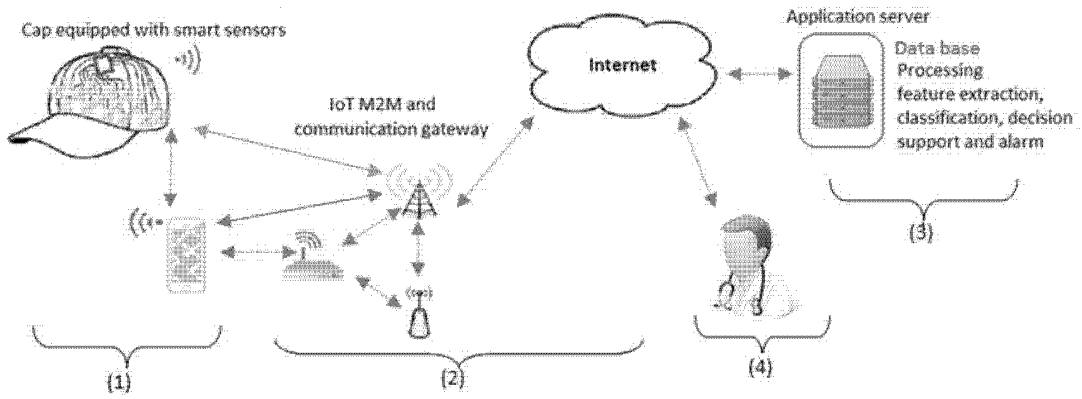 Cap equipped with smart sensors
Application server
Data base
Processing
feature extraction,
classification, decision
support and alarm
Internet
IoT M2M and
communication gateway
(3)
(1)
(2)
(4)